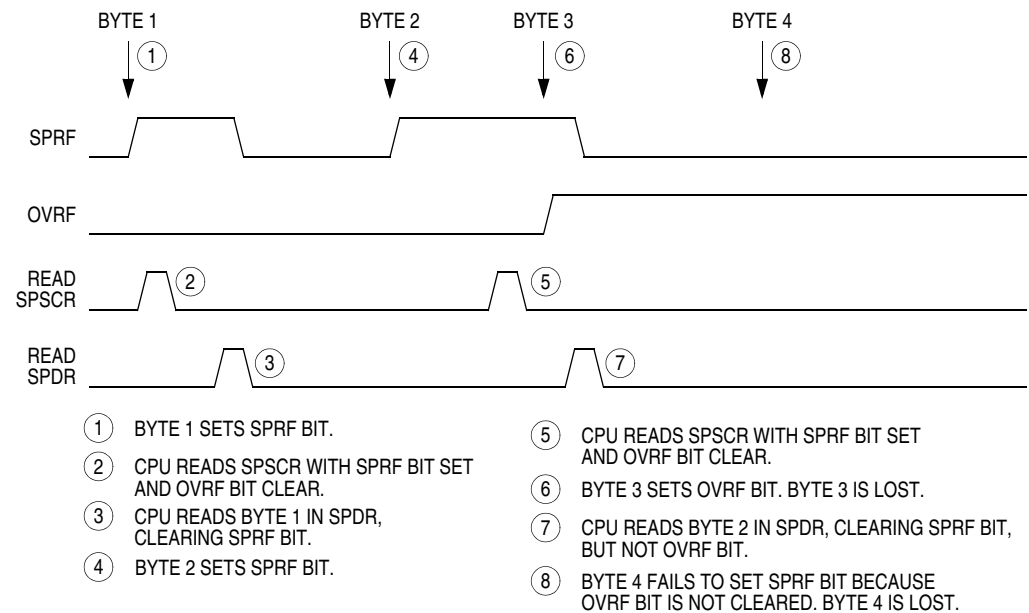 BYTE 1 BYTE 2 BYTE 3 BYTE 4
1 4 6 8
SPRF
OVRF
READ
SPSCR
2 5
READ
SPDR
3 7
1 BYTE 1 SETS SPRF BIT.
2 CPU READS SPSCR WITH SPRF BIT SET
AND OVRF BIT CLEAR.
3 CPU READS BYTE 1 IN SPDR,
CLEARING SPRF BIT.
4 BYTE 2 SETS SPRF BIT.
5 CPU READS SPSCR WITH SPRF BIT SET
AND OVRF BIT CLEAR.
6 BYTE 3 SETS OVRF BIT. BYTE 3 IS LOST.
7 CPU READS BYTE 2 IN SPDR, CLEARING SPRF BIT,
BUT NOT OVRF BIT.
8 BYTE 4 FAILS TO SET SPRF BIT BECAUSE
OVRF BIT IS NOT CLEARED. BYTE 4 IS LOST.